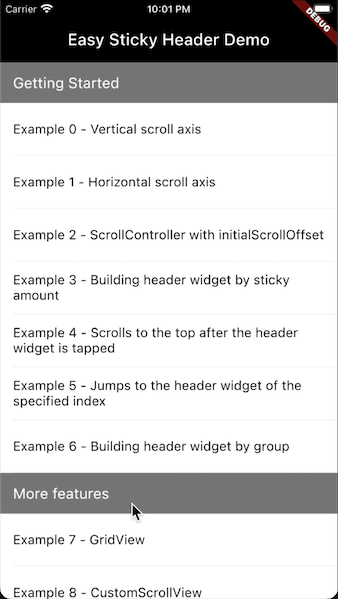 Carrier 1:01 PM
DEBUG
Easy Sticky Header Demo
Getting Started
Example 0 - Vertical scroll axis
Example 1 - Horizontal scroll axis
Example 2 - ScrollController with initialScrollOffset
Example 3 - Building header widget by sticky
amount
Example 4 - Scrolls to the top after the header
widget is tapped
Example 5 - Jumps to the header widget of the
specified index
Example 6 - Building header widget by group
More features
Example 7 - GridView
Example 8 - CustomScrollView